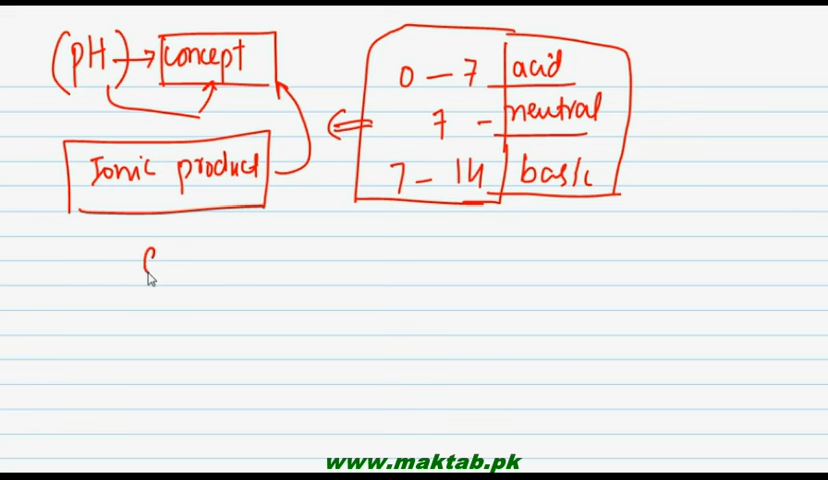 (pH) → concept
Ionic product
0 - 7 acid
7 - neutral
7 - 14 basic
www.maktab.pk